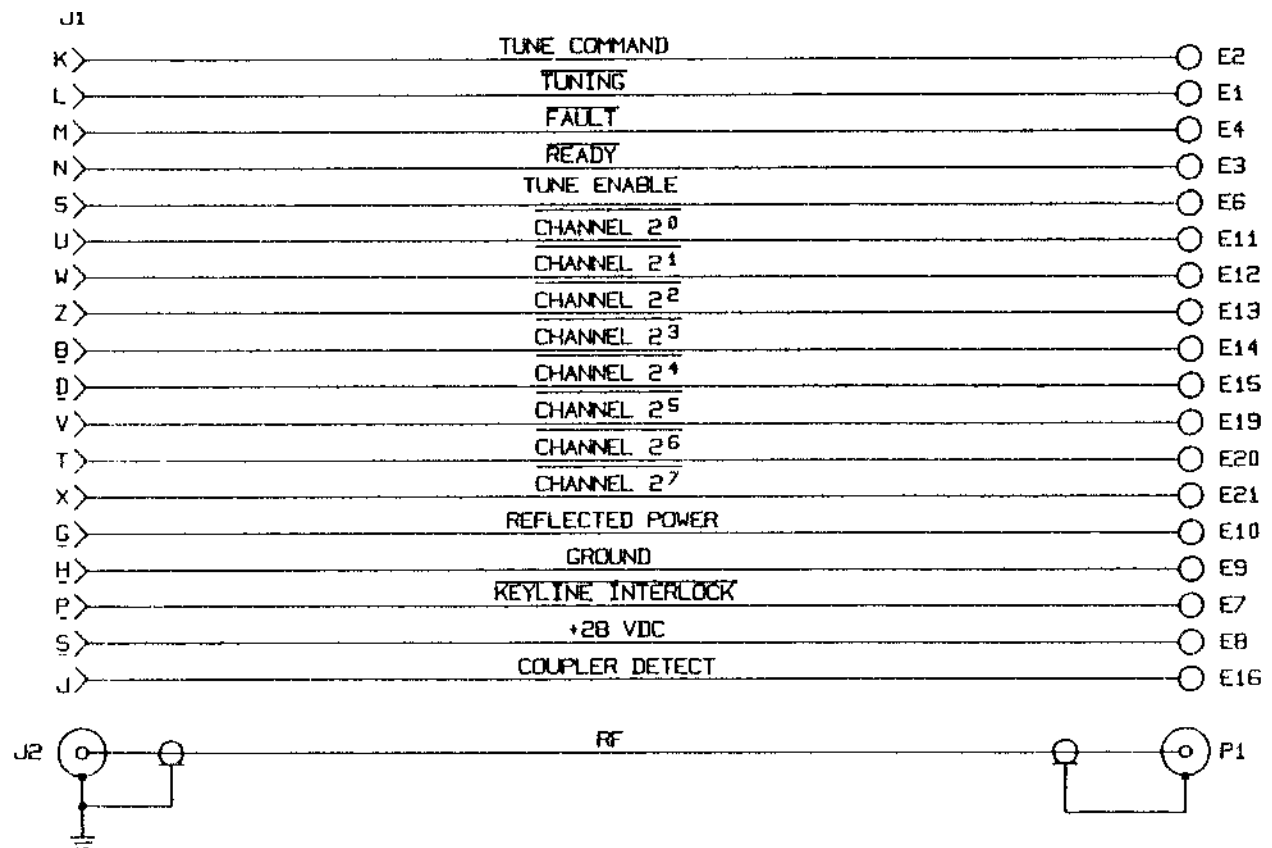 J1
K TUNE COMMAND E2
L TUNING E1
M FAULT E4
N READY E3
S TUNE ENABLE E6
U CHANNEL 2⁰ E11
W CHANNEL 2¹ E12
Z CHANNEL 2² E13
B CHANNEL 2³ E14
D CHANNEL 2⁴ E15
V CHANNEL 2⁵ E19
T CHANNEL 2⁶ E20
X CHANNEL 2⁷ E21
G REFLECTED POWER E10
H GROUND E9
P KEYLINE INTERLOCK E7
S +28 VDC E8
J COUPLER DETECT E16
J2 RF P1